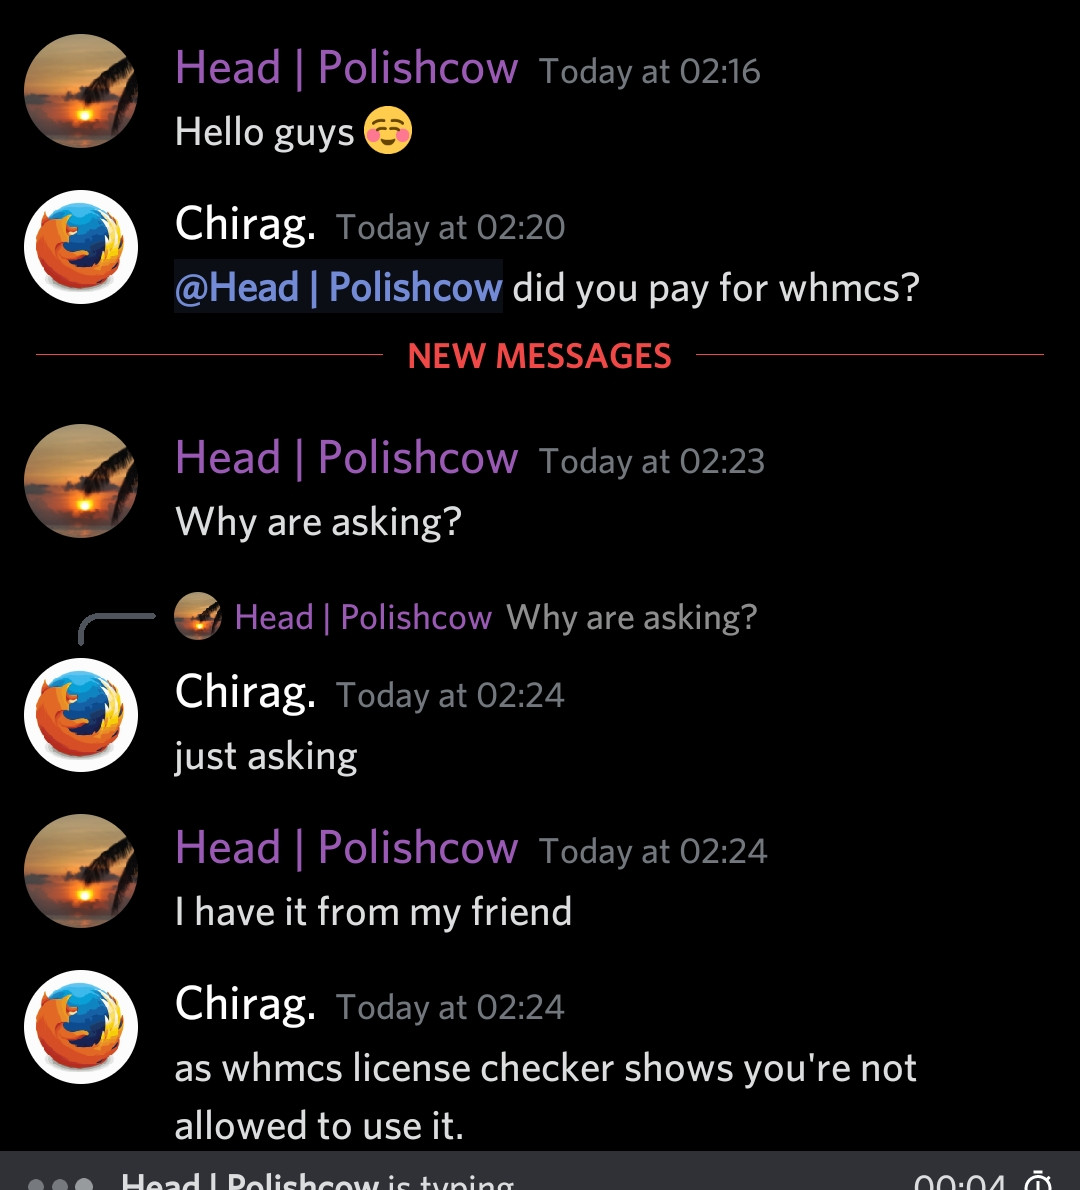 Head | Polishcow Today at 02:16
Hello guys ☺️
Chirag. Today at 02:20
@Head | Polishcow did you pay for whmcs?
NEW MESSAGES
Head | Polishcow Today at 02:23
Why are asking?
Head | Polishcow Why are asking?
Chirag. Today at 02:24
just asking
Head | Polishcow Today at 02:24
I have it from my friend
Chirag. Today at 02:24
as whmcs license checker shows you're not
allowed to use it.
Head | Polishcow is typing 00:04